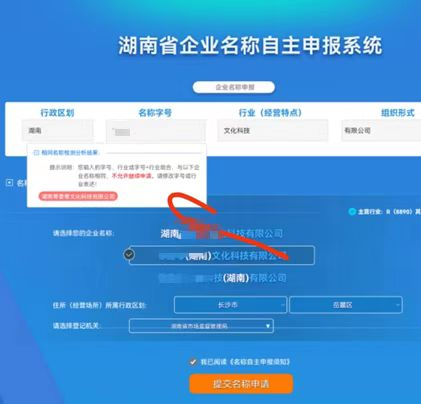 湖南省企业名称自主申报系统
企业名称申报
行政区划
名称字号
行业（经营特点）
组织形式
湖南
文化科技
有限公司
相同名称检测分析结果:
提示说明：您输入的字号、行业或字号+行业组合，与以下企业名称相同，不允许继续申请，请修改字号或行业表述!
主营行业: R（8890）其
请选择您的企业名称:
湖南
科技有限公司
(湖南)文化科技有限公司
技(湖南)有限公司
住所（经营场所）所属行政区划:
长沙市
岳麓区
请选择登记机关:
湖南省市场监督管理局
我已阅读《名称自主申报须知》
提交名称申请